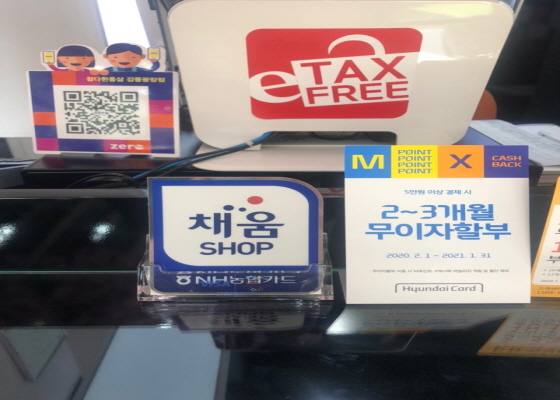 e TAX
FREE
zero
M
POINT
POINT
POINT
POINT
X
CASH
BACK
5만원 이상 결제 시
2~3개월
무이자할부
2020. 2. 1 - 2021. 1. 31
Hyundai Card
채움
SHOP
NH농협카드